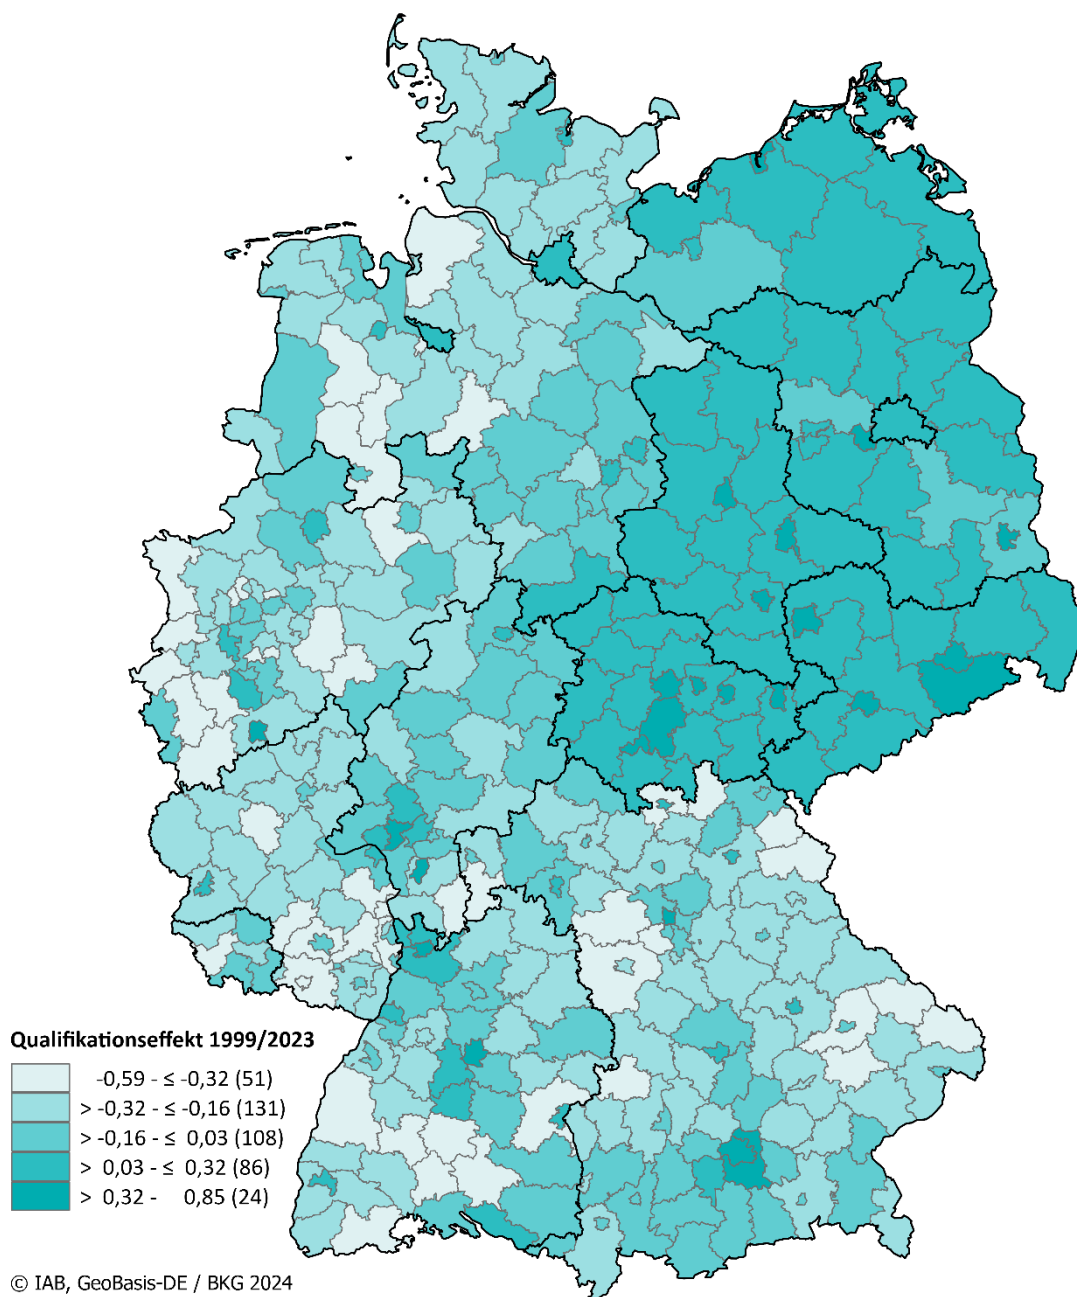 Qualifikationseffekt 1999/2023
-0,59 - ≤ -0,32 (51)
> -0,32 - ≤ -0,16 (131)
> -0,16 - ≤ 0,03 (108)
> 0,03 - ≤ 0,32 (86)
> 0,32 - 0,85 (24)
© IAB, GeoBasis-DE / BKG 2024